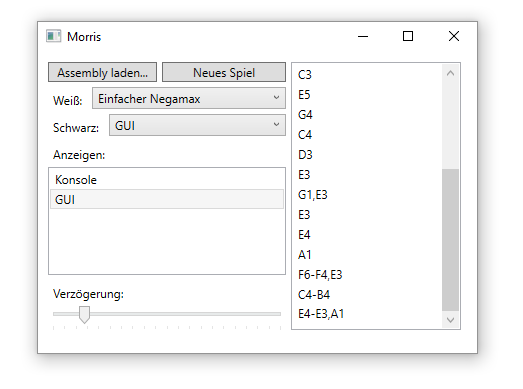 Morris
Assembly laden...
Neues Spiel
Weiß: Einfacher Negamax
Schwarz: GUI
Anzeigen:
Konsole
GUI
Verzögerung:
C3
E5
G4
C4
D3
E3
G1,E3
E3
E4
A1
F6-F4,E3
C4-B4
E4-E3,A1